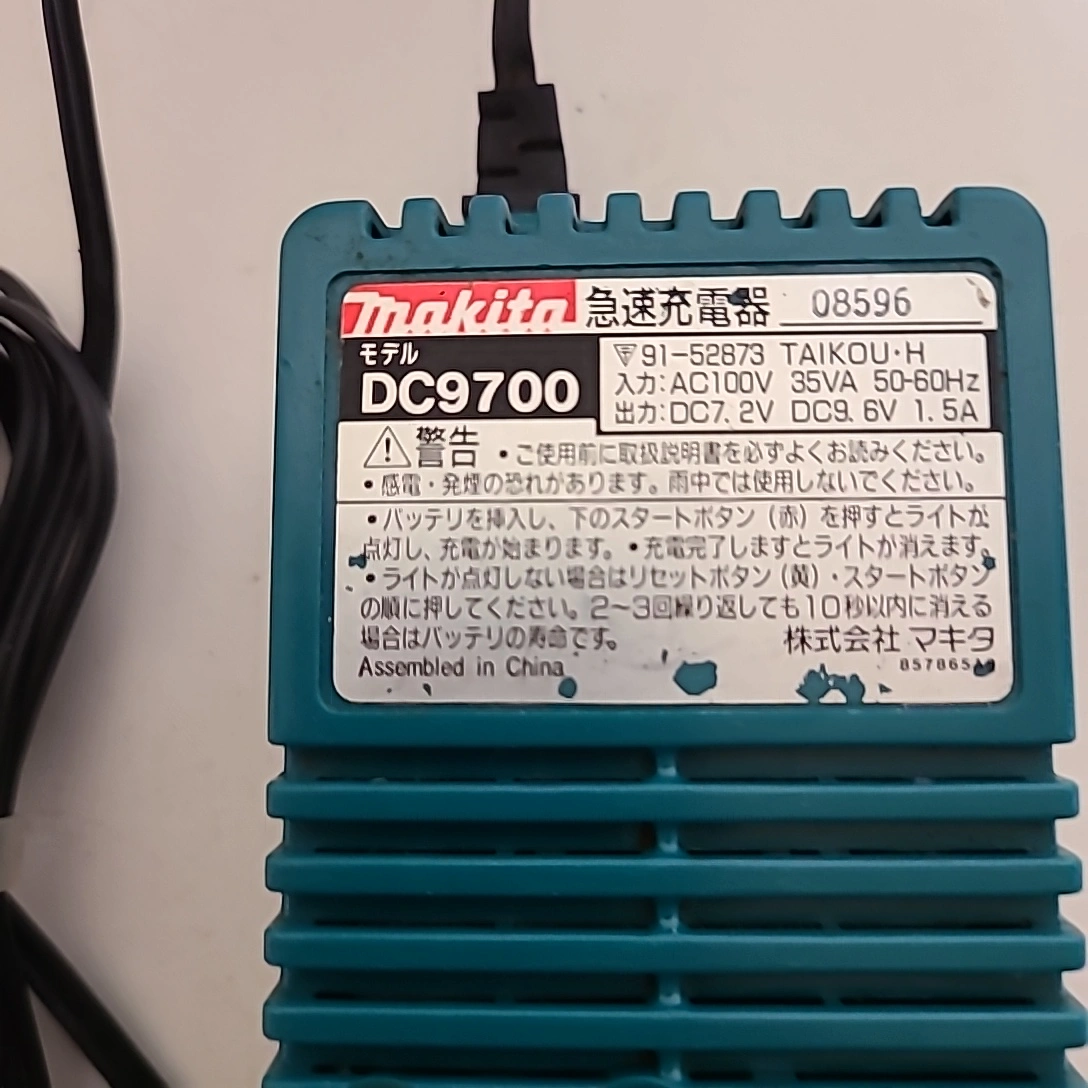 makita 急速充電器 08596
モデル
DC9700
〒91-52873 TAIKOU・H
入力:AC100V 35VA 50-60Hz
出力:DC7.2V DC9.6V 1.5A
警告 ・ご使用前に取扱説明書を必ずよくお読みください。
・感電・発煙の恐れがあります。雨中では使用しないでください。
・バッテリを挿入し、下のスタートボタン(赤)を押すとライトが
点灯し、充電が始まります。・充電完了しますとライトが消えます。
・ライトが点灯しない場合はリセットボタン(黄)・スタートボタン
の順に押してください。2〜3回繰り返しても10秒以内に消える
場合はバッテリの寿命です。
株式会社 マキタ
Assembled in China